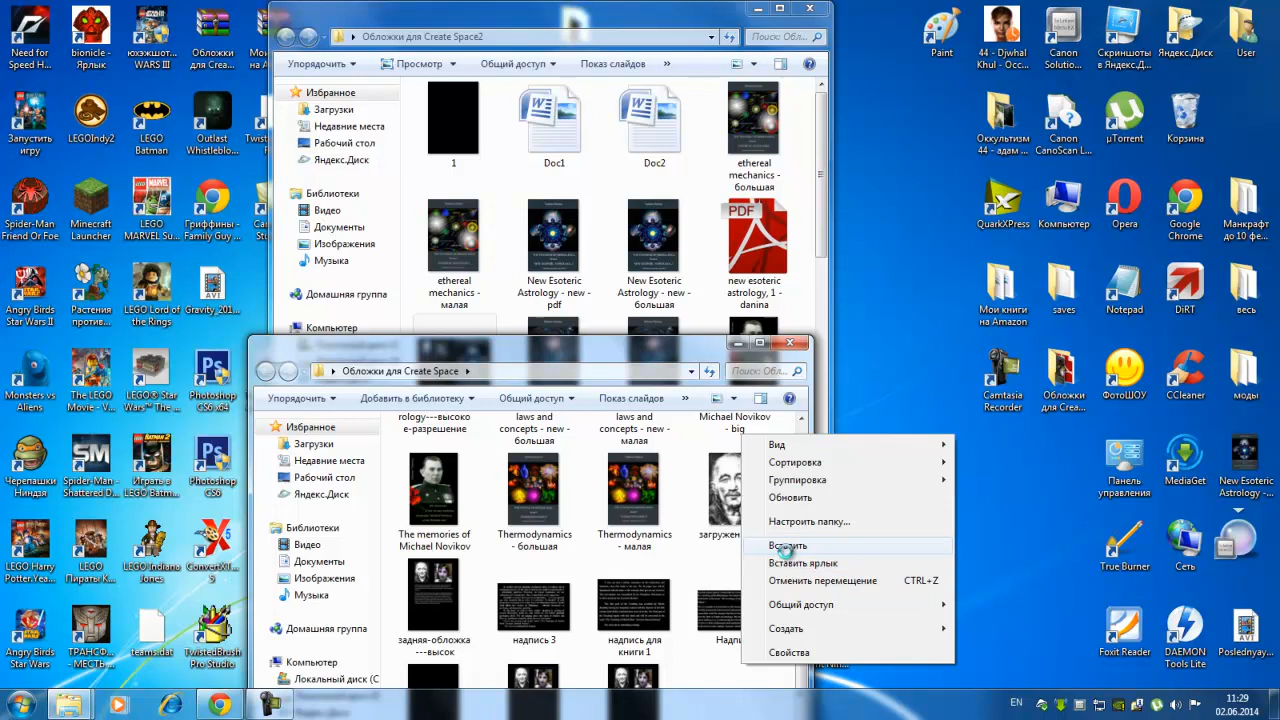 Need for
Speed H...
bionicle -
Ярлык
юхэкшот...
WARS III
Обложки
для Crea...
Запустить
игру
LEGOIndy2
LEGO
Batman
Outlast
Whistleblo...
Spider-Man
Friend Or Foe
Minecraft
Launcher
LEGO
MARVEL Su...
Гриффины -
Family Guy ...
Angry Birds
Star Wars II
Растения
против...
LEGO Lord of
the Rings
Gravity_201...
Monsters vs
Aliens
The LEGO
Movie - V...
LEGO® Star
Wars™ The ...
Photoshop
CS6 x64
Черепашки
Ниндзя
Spider-Man -
Shattered D...
Играть в
LEGO Batm...
Photoshop
CS6
LEGO Harry
Potter.Yea...
LEGO
Пираты К...
LEGO Indiana
Jones
Angry Birds
Star Wars
ТРАНСФ...
- МЕСТЬ ...
teams.dat
TwistedBrush
Pro Studio
Обложки для Create Space2
Поиск: Обл...
Упорядочить
Просмотр
Общий доступ
Показ слайдов
»
Избранное
Загрузки
Недавние места
Рабочий стол
Яндекс.Диск
Библиотеки
Видео
Документы
Изображения
Музыка
Домашняя группа
Компьютер
1
Doc1
Doc2
ethereal
mechanics -
большая
ethereal
mechanics -
малая
New Esoteric
Astrology - new -
pdf
New Esoteric
Astrology - new -
большая
PDF
new esoteric
astrology, 1 -
danina
Обложки для Create Space
Поиск: Обл...
Упорядочить
Добавить в библиотеку
Общий доступ
Показ слайдов
»
Избранное
Загрузки
Недавние места
Рабочий стол
Яндекс.Диск
Библиотеки
Видео
Документы
Изображения
Музыка
Домашняя группа
Компьютер
Локальный диск (C
rology---высоко
е-разрешение
laws and
concepts - new -
большая
laws and
concepts - new -
малая
Michael Novikov
- big
The memories of
Michael Novikov
Thermodynamics
- большая
Thermodynamics
- малая
загружен
задняя-обложка
---высок
надпись 3
надпись для
книги 1
Надпи
Вид
Сортировка
Группировка
Обновить
Настроить папку...
Вставить
Вставить ярлык
Отменить перемещение CTRL+Z
Общий доступ
Создать
Свойства
Paint
44 - Djwhal
Khul - Occ...
Canon
Solutio...
Скриншоты
в Яндекс.Д...
Яндекс.Диск
User
Оккультизм
44 - адам ...
Canon
CanoScan L...
µTorrent
Корзина
QuarkXPress
Компьютер
Opera
Google
Chrome
Манкрафт
до 10 фе...
Мои книги
на Amazon
saves
Notepad
DiRT
весь
Camtasia
Recorder
Обложки
для Crea...
ФотоШОУ
CCleaner
моды
Панель
управления
MediaGet
New Esoteric
Astrology -...
True Burner
Сеть
Foxit Reader
DAEMON
Tools Lite
Poslednyay...
EN
11:29
02.06.2014